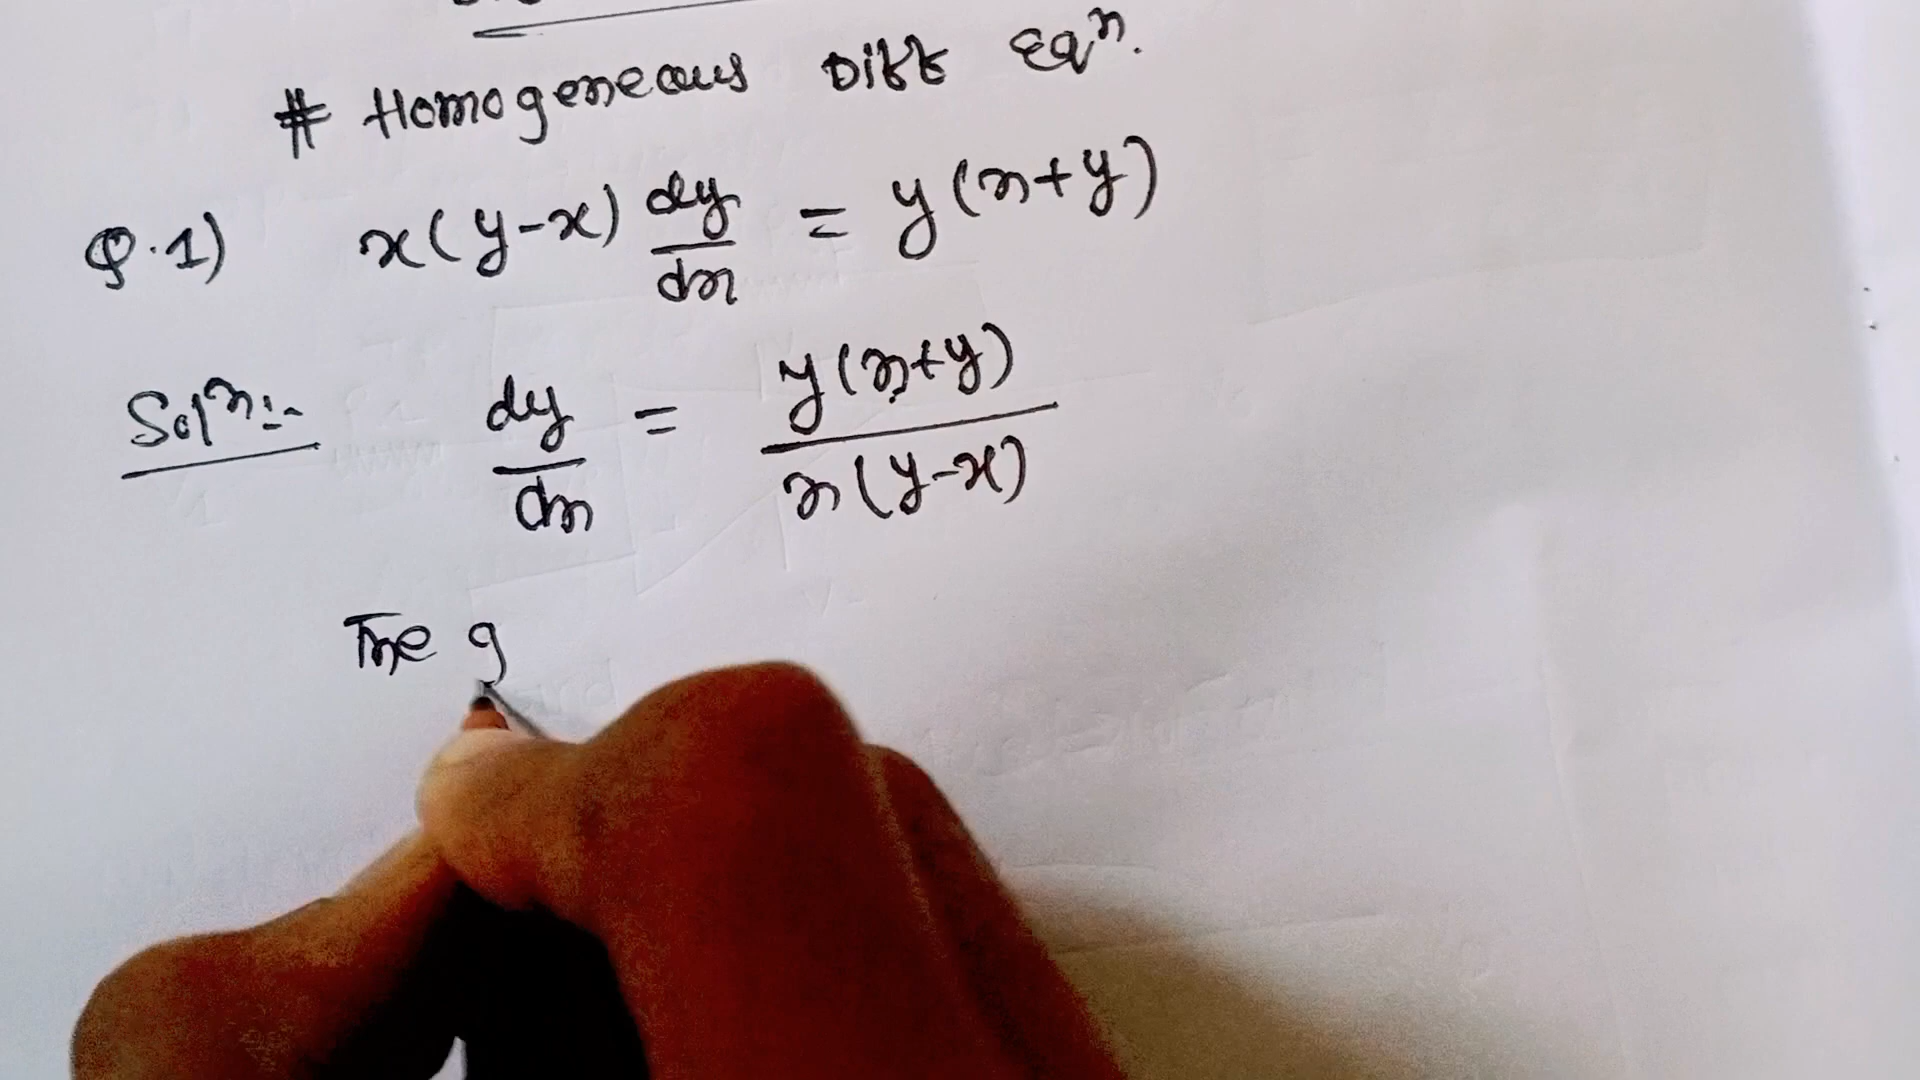 # Homogeneous Diff Eqⁿ.
Q.1) x(y-x) dy/dx = y(x+y)
Solⁿ:- dy/dx = y(x+y)/x(y-x)
The g